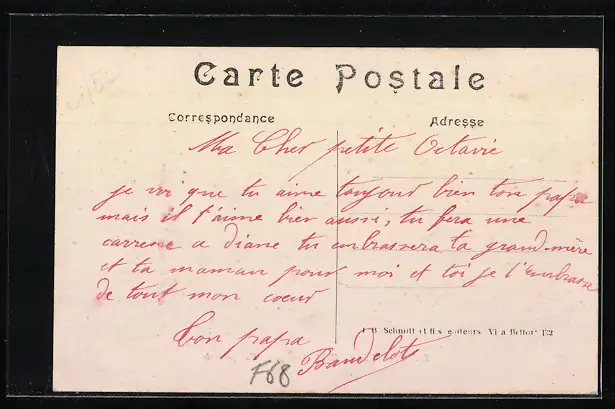 Carte Postale
Correspondance
Adresse
Ma Cher petite Octavie
je voi que tu aime toujour bien ton papa
mais il t'aime bien aussi, tu fera une
caresse a diane tu embrassera ta grand-mère
et ta maman pour moi et toi je t'embrasse
de tout mon coeur
Ton papa
Baudelot
Schmitt et fils éditeurs
F68